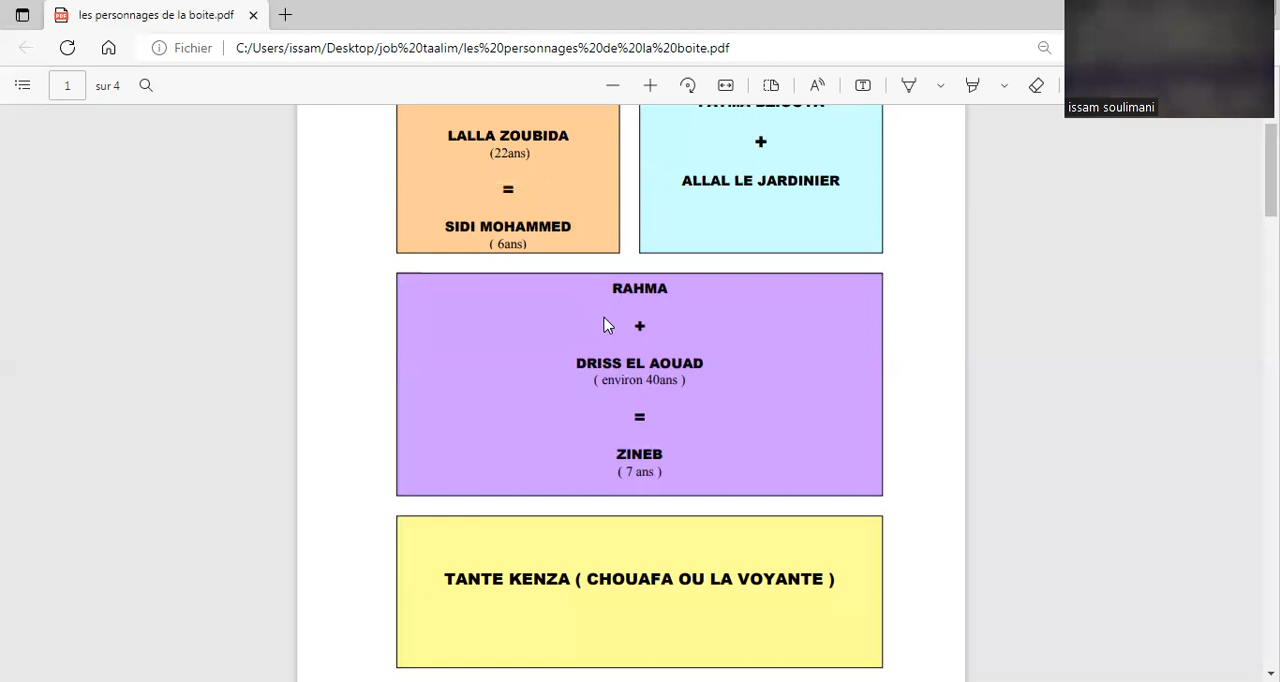 les personnages de la boite.pdf
Fichier
C:/Users/issam/Desktop/job%20taalim/les%20personnages%20de%20la%20boite.pdf
1 sur 4
issam soulimani
LALLA ZOUBIDA
(22ans)
=
SIDI MOHAMMED
( 6ans)
+
ALLAL LE JARDINIER
RAHMA
+
DRISS EL AOUAD
( environ 40ans )
=
ZINEB
( 7 ans )
TANTE KENZA ( CHOUAFA OU LA VOYANTE )